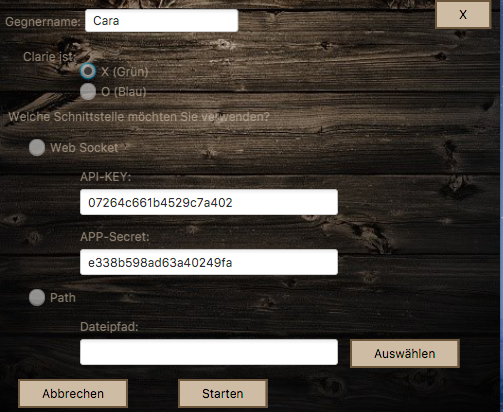 Gegnername: Cara X
Clarie ist:
X (Grün)
O (Blau)
Welche Schnittstelle möchten Sie verwenden?
Web Socket
API-KEY:
07264c661b4529c7a402
APP-Secret:
e338b598ad63a40249fa
Path
Dateipfad:
Auswählen
Abbrechen Starten